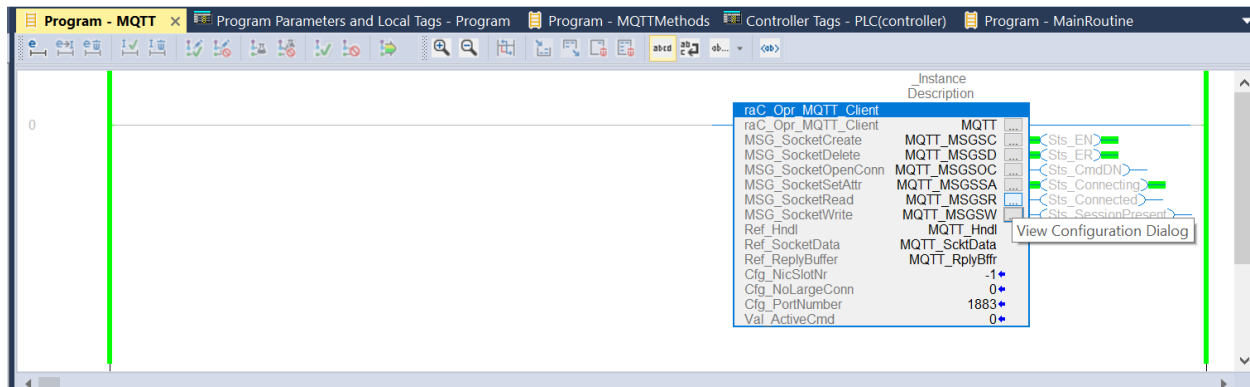 Program - MQTT × Program Parameters and Local Tags - Program Program - MQTTMethods Controller Tags - PLC(controller) Program - MainRoutine
abcd ab c ab... <ab>
_Instance
Description
raC_Opr_MQTT_Client
0 raC_Opr_MQTT_Client MQTT ...
MSG_SocketCreate MQTT_MSGSC ... Sts_EN
MSG_SocketDelete MQTT_MSGSD ... Sts_ER
MSG_SocketOpenConn MQTT_MSGSOC ... Sts_CmdDN
MSG_SocketSetAttr MQTT_MSGSSA ... Sts_Connecting
MSG_SocketRead MQTT_MSGSR ... Sts_Connected
MSG_SocketWrite MQTT_MSGSW ... Sts_SessionPresent
Ref_Hndl MQTT_Hndl View Configuration Dialog
Ref_SocketData MQTT_ScktData
Ref_ReplyBuffer MQTT_RplyBffr
Cfg_NicSlotNr -1
Cfg_NoLargeConn 0
Cfg_PortNumber 1883
Val_ActiveCmd 0